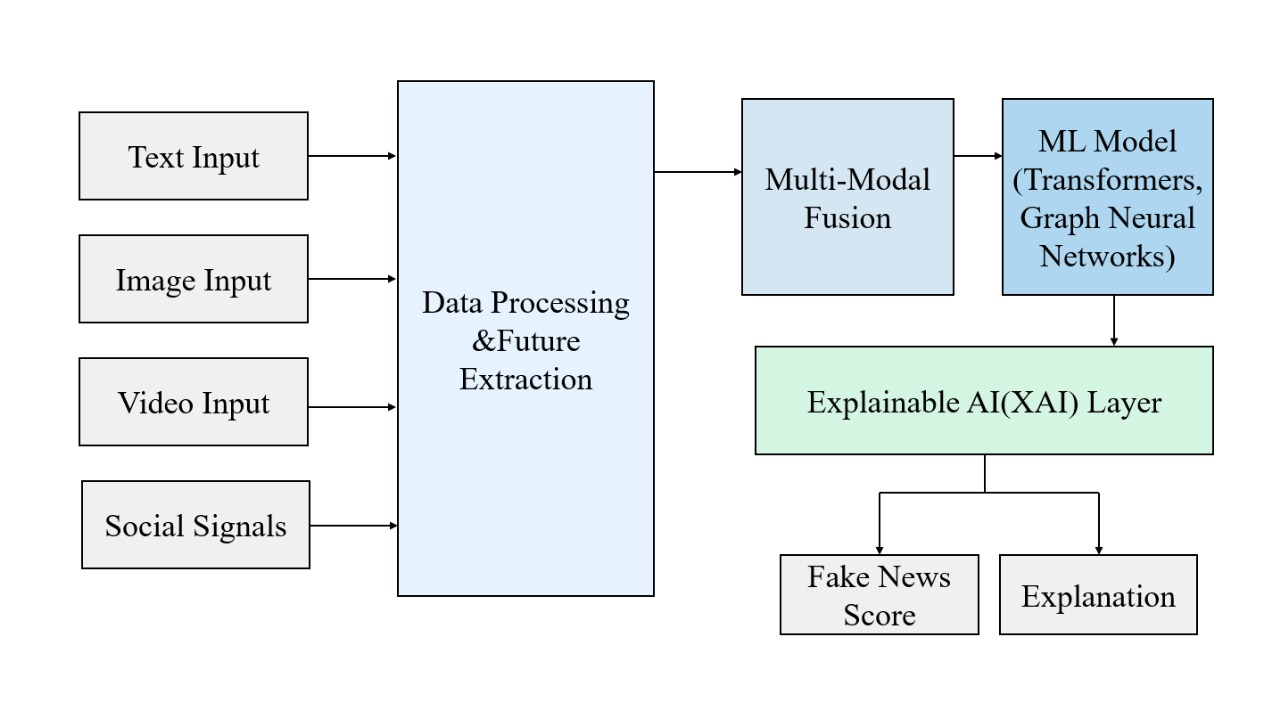 Text Input
Image Input
Video Input
Social Signals
Data Processing
&Future
Extraction
Multi-Modal
Fusion
ML Model
(Transformers,
Graph Neural
Networks)
Explainable AI(XAI) Layer
Fake News
Score
Explanation